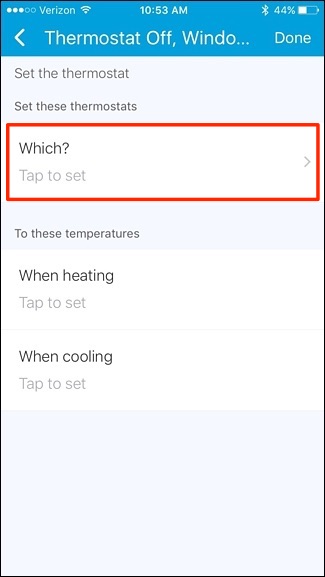 Verizon 10:53 AM 44%
Thermostat Off, Windo... Done
Set the thermostat
Set these thermostats
Which?
Tap to set
To these temperatures
When heating
Tap to set
When cooling
Tap to set